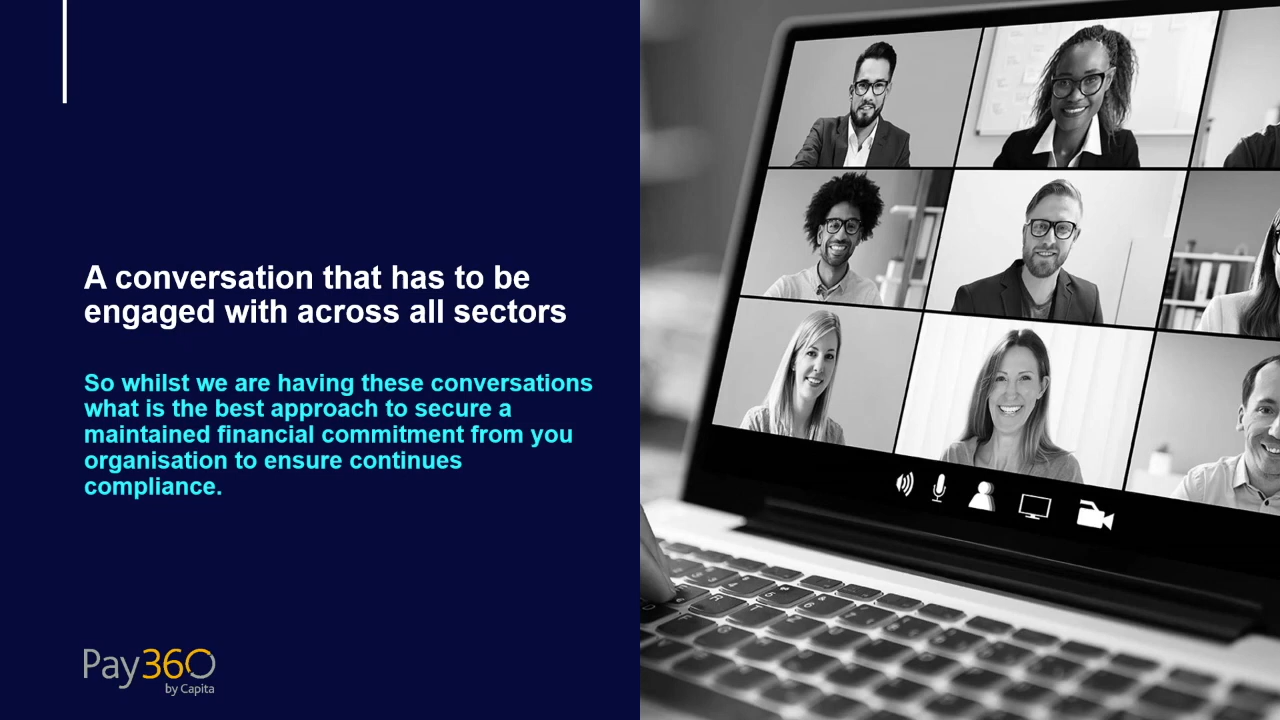 A conversation that has to be
engaged with across all sectors
So whilst we are having these conversations
what is the best approach to secure a
maintained financial commitment from you
organisation to ensure continues
compliance.
Pay360
by Capita